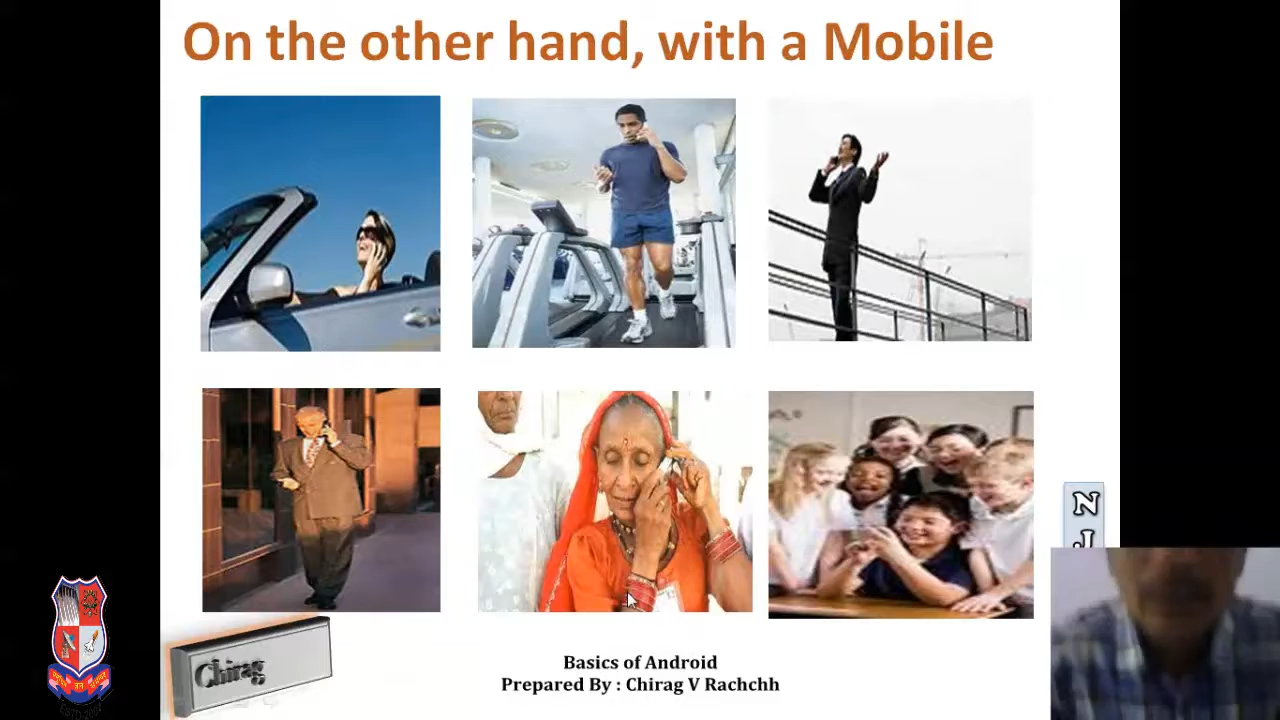 On the other hand, with a Mobile
N
J
Chirag
Basics of Android
Prepared By : Chirag V Rachchh